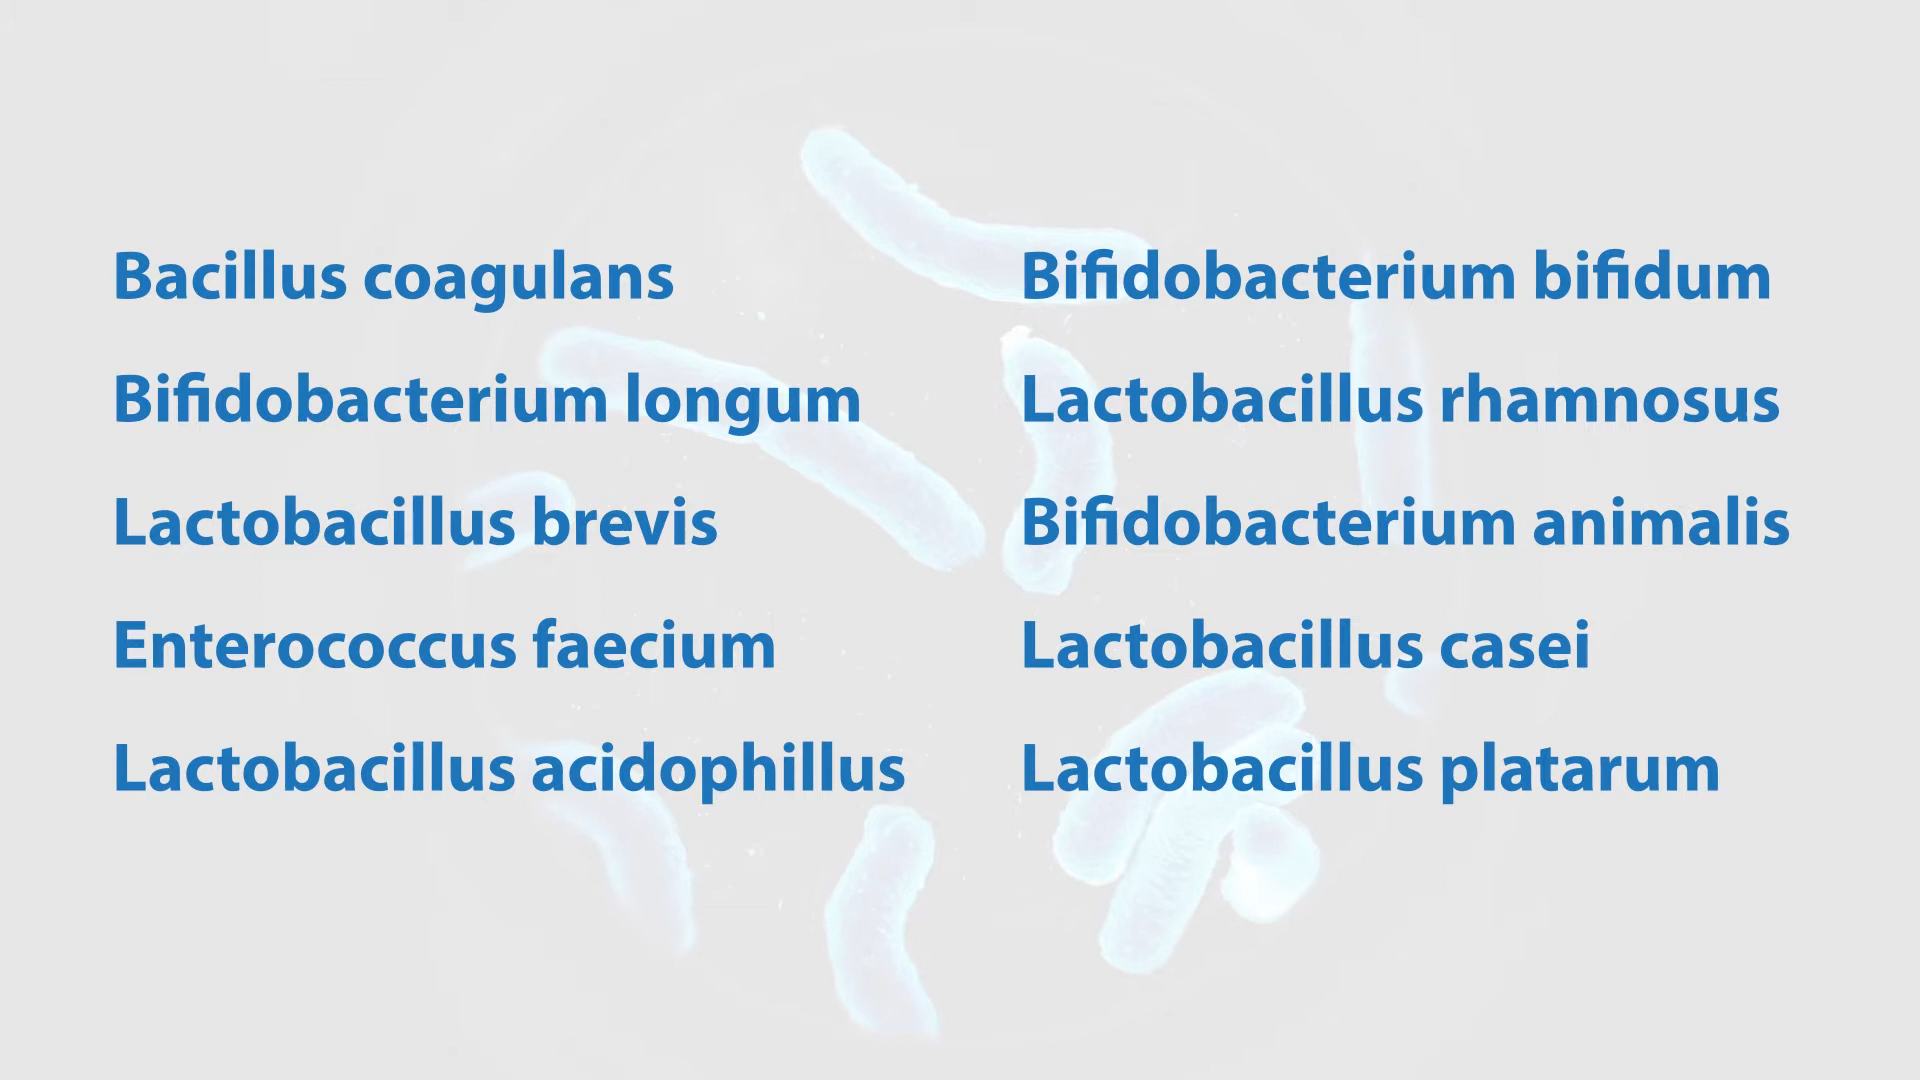 Bacillus coagulans
Bifidobacterium longum
Lactobacillus brevis
Enterococcus faecium
Lactobacillus acidophillus
Bifidobacterium bifidum
Lactobacillus rhamnosus
Bifidobacterium animalis
Lactobacillus casei
Lactobacillus platarum